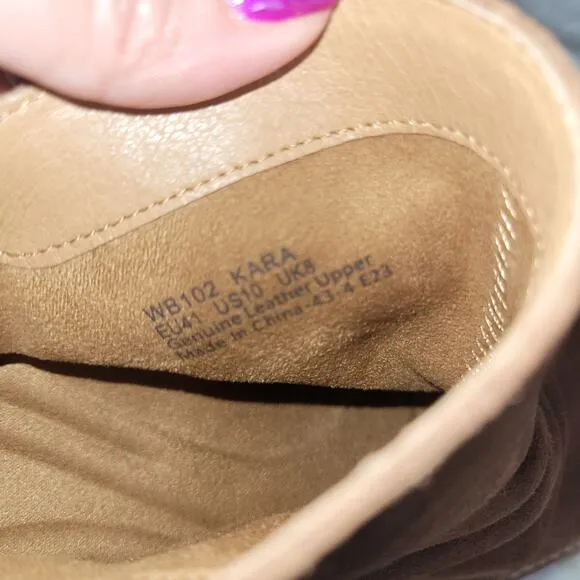 WB102 KARA
EU41 US10 UK8
Genuine Leather Upper
Made in China-43.4 E23